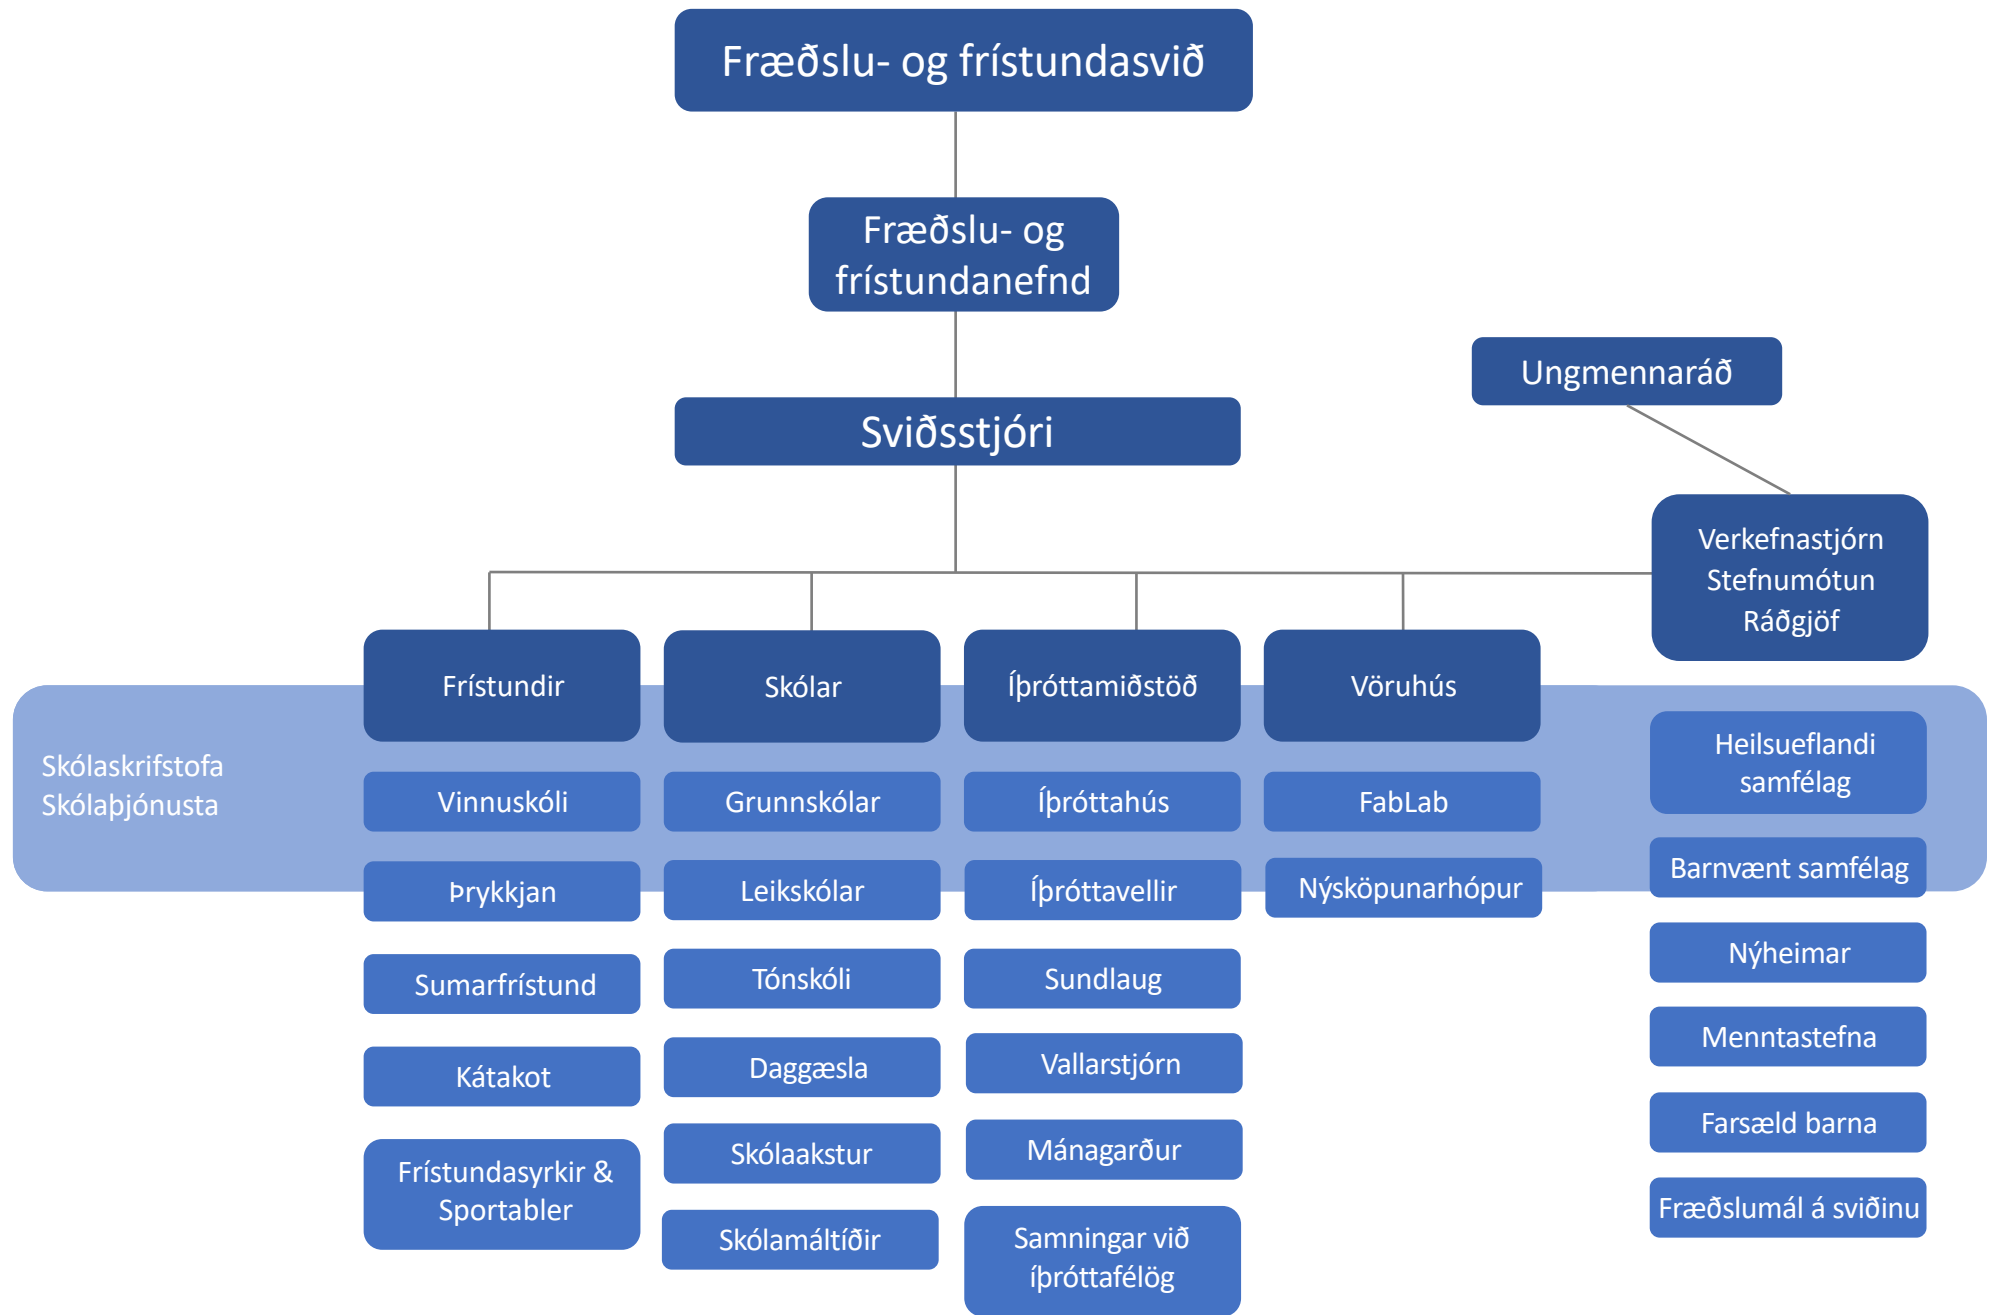 Fræðslu- og frístundasvið
Fræðslu- og
frístundanefnd
Ungmennaráð
Sviðsstjóri
Verkefnastjórn
Stefnumótun
Ráðgjöf
Skólaskrifstofa
Skólaþjónusta
Frístundir
Vinnuskóli
Þrykkjan
Sumarfrístund
Kátakot
Frístundasyrkir &
Sportabler
Skólar
Grunnskólar
Leikskólar
Tónskóli
Daggæsla
Skólaakstur
Skólamáltíðir
Íþróttamiðstöð
Íþróttahús
Íþróttavellir
Sundlaug
Vallarstjórn
Mánagarður
Samningar við
íþróttafélög
Vöruhús
FabLab
Nýsköpunarhópur
Heilsueflandi
samfélag
Barnvænt samfélag
Nýheimar
Menntastefna
Farsæld barna
Fræðslumál á sviðinu